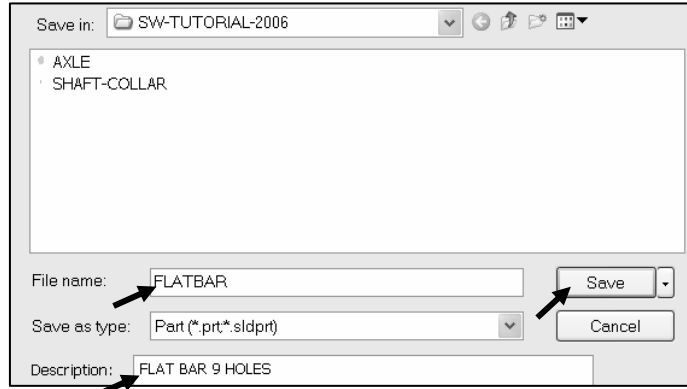 Save in: SW-TUTORIAL-2006
AXLE
SHAFT-COLLAR
File name: FLATBAR Save
Save as type: Part (*.prt;*.sldprt) Cancel
Description: FLAT BAR 9 HOLES